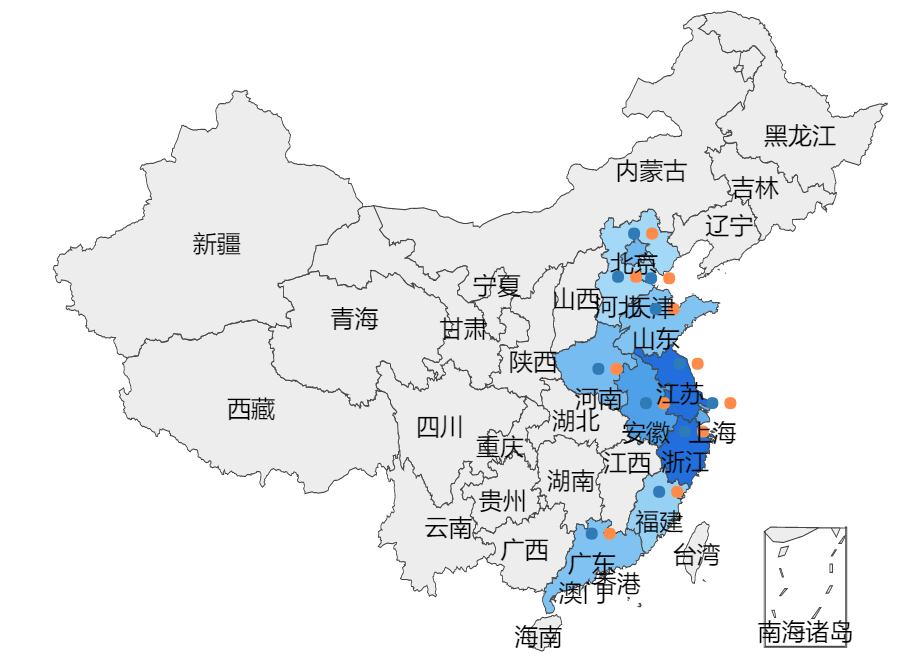 黑龙江
内蒙古
吉林
辽宁
新疆
北京
宁夏
山西
河北
天津
青海
甘肃
山东
陕西
江苏
河南
西藏
湖北
四川
安徽
上海
重庆
江西
浙江
湖南
贵州
福建
云南
广西
台湾
广东
香港
澳门
海南
南海诸岛